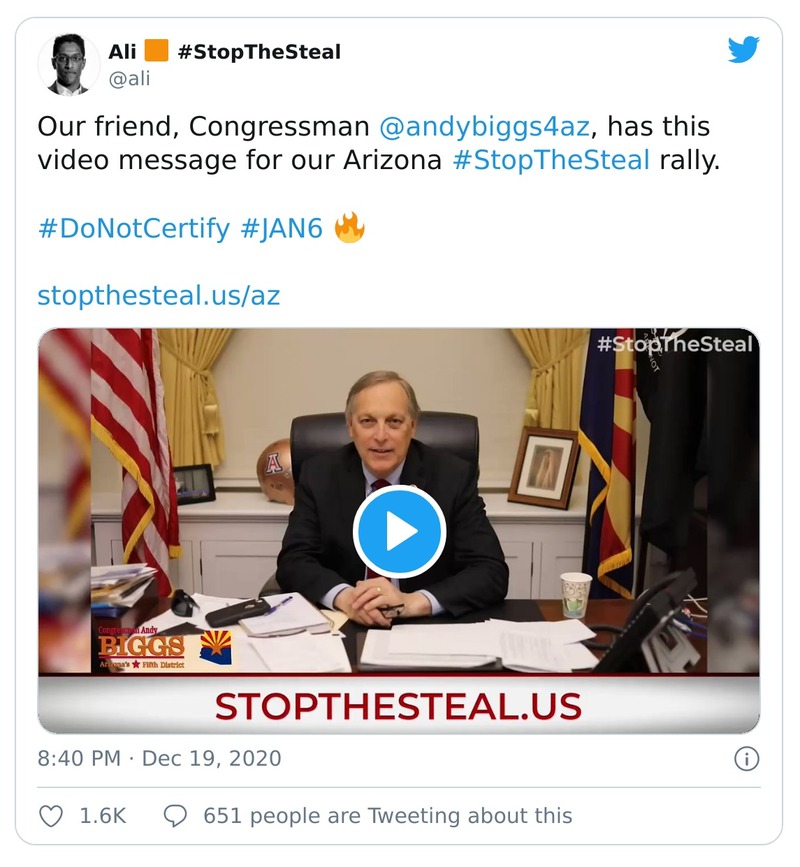 Ali 🟧 #StopTheSteal
@ali
Our friend, Congressman @andybiggs4az, has this
video message for our Arizona #StopTheSteal rally.
#DoNotCertify #JAN6 🔥
stopthesteal.us/az
#StopTheSteal
A
Congressman Andy
BIGGS
Arizona's ★ Fifth District
STOPTHESTEAL.US
8:40 PM · Dec 19, 2020
1.6K
651 people are Tweeting about this